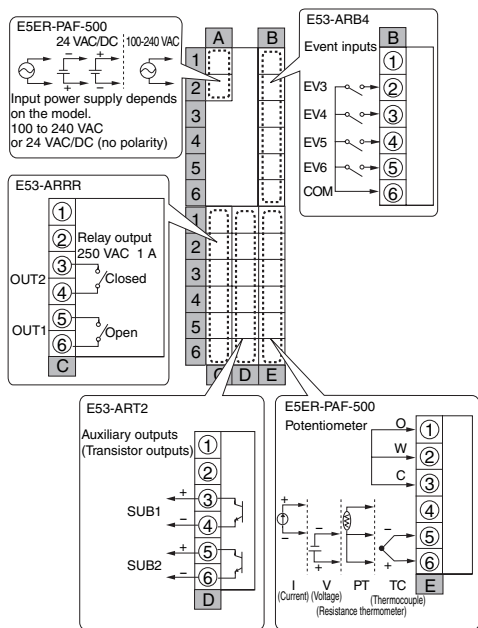 E5ER-PAF-500
24 VAC/DC
100-240 VAC
− + + −
Input power supply depends
on the model.
100 to 240 VAC
or 24 VAC/DC (no polarity)
A B
1
2
3
4
5
6
1
2
3
4
5
6
C D E
E53-ARB4
Event inputs
B
①
EV3 ②
EV4 ③
EV5 ④
EV6 ⑤
COM ⑥
E53-ARRR
①
② Relay output
250 VAC 1 A
OUT2 ③ ④ Closed
OUT1 ⑤ ⑥ Open
C
E53-ART2
Auxiliary outputs
(Transistor outputs)
①
②
SUB1 + ③
− ④
SUB2 + ⑤
− ⑥
D
E5ER-PAF-500
Potentiometer
O ①
W ②
C ③
④
+ − − + − ⑤
+ ⑥
E
I V PT TC
(Current) (Voltage) (Thermocouple)
(Resistance thermometer)